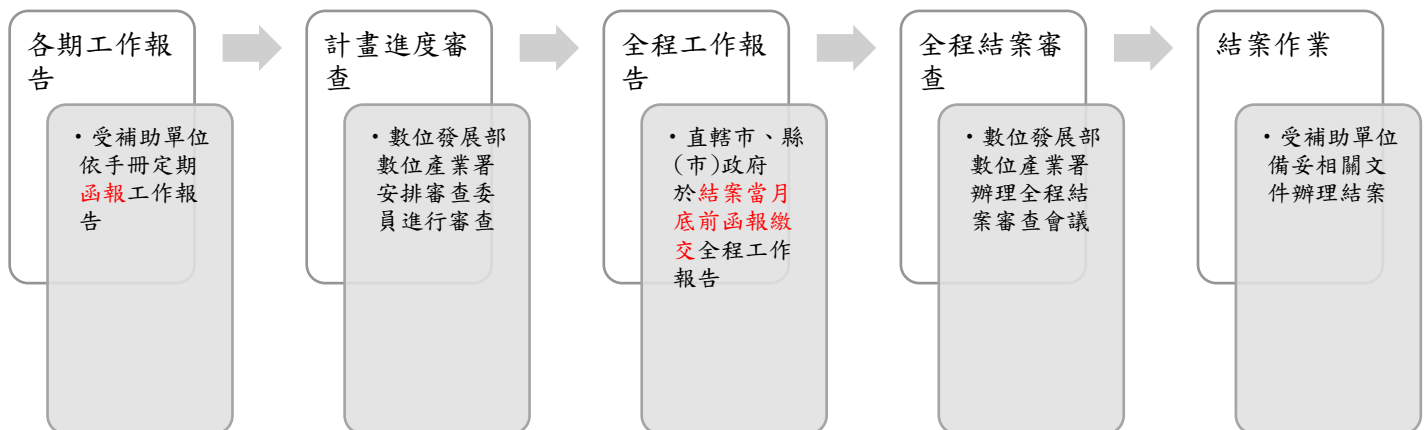 各期工作報
告
• 受補助單位
依手冊定期
函報工作報
告
計畫進度審
查
• 數位發展部
數位產業署
安排審查委
員進行審查
全程工作報
告
• 直轄市、縣
(市)政府
於結案當月
底前函報繳
交全程工作
報告
全程結案審
查
• 數位發展部
數位產業署
辦理全程結
案審查會議
結案作業
• 受補助單位
備妥相關文
件辦理結案